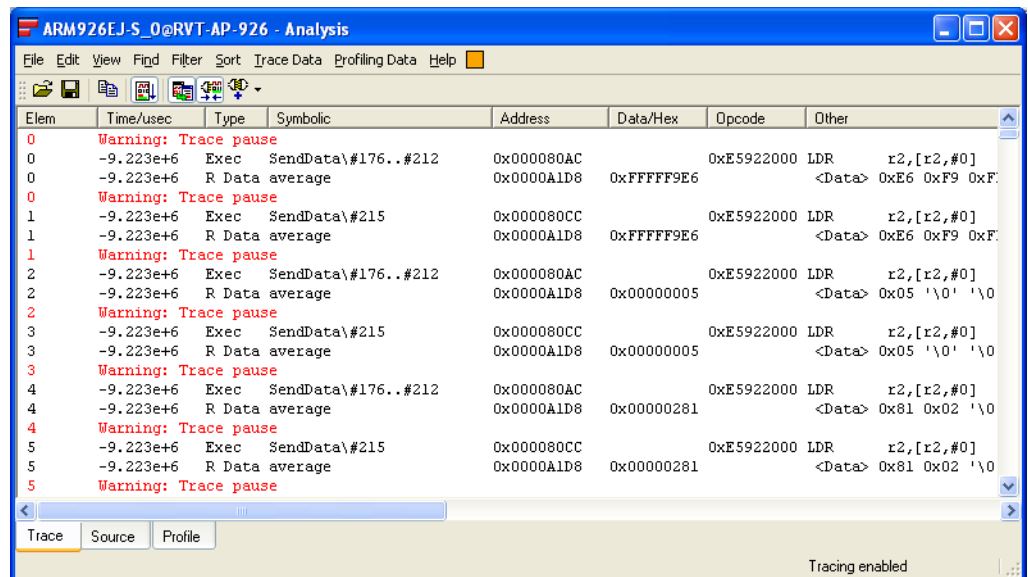 ARM926EJ-S_0@RVT-AP-926 - Analysis
File Edit View Find Filter Sort Trace Data Profiling Data Help
Elem Time/usec Type Symbolic Address Data/Hex Opcode Other
0 Warning: Trace pause
0 -9.223e+6 Exec SendData\#176..#212 0x000080AC 0xE5922000 LDR r2,[r2,#0]
0 -9.223e+6 R Data average 0x0000A1D8 0xFFFFF9E6 <Data> 0xE6 0xF9 0xF
0 Warning: Trace pause
1 -9.223e+6 Exec SendData\#215 0x000080CC 0xE5922000 LDR r2,[r2,#0]
1 -9.223e+6 R Data average 0x0000A1D8 0xFFFFF9E6 <Data> 0xE6 0xF9 0xF
1 Warning: Trace pause
2 -9.223e+6 Exec SendData\#176..#212 0x000080AC 0xE5922000 LDR r2,[r2,#0]
2 -9.223e+6 R Data average 0x0000A1D8 0x00000005 <Data> 0x05 '\0' '\0
2 Warning: Trace pause
3 -9.223e+6 Exec SendData\#215 0x000080CC 0xE5922000 LDR r2,[r2,#0]
3 -9.223e+6 R Data average 0x0000A1D8 0x00000005 <Data> 0x05 '\0' '\0
3 Warning: Trace pause
4 -9.223e+6 Exec SendData\#176..#212 0x000080AC 0xE5922000 LDR r2,[r2,#0]
4 -9.223e+6 R Data average 0x0000A1D8 0x00000281 <Data> 0x81 0x02 '\0
4 Warning: Trace pause
5 -9.223e+6 Exec SendData\#215 0x000080CC 0xE5922000 LDR r2,[r2,#0]
5 -9.223e+6 R Data average 0x0000A1D8 0x00000281 <Data> 0x81 0x02 '\0
5 Warning: Trace pause
Trace Source Profile
Tracing enabled